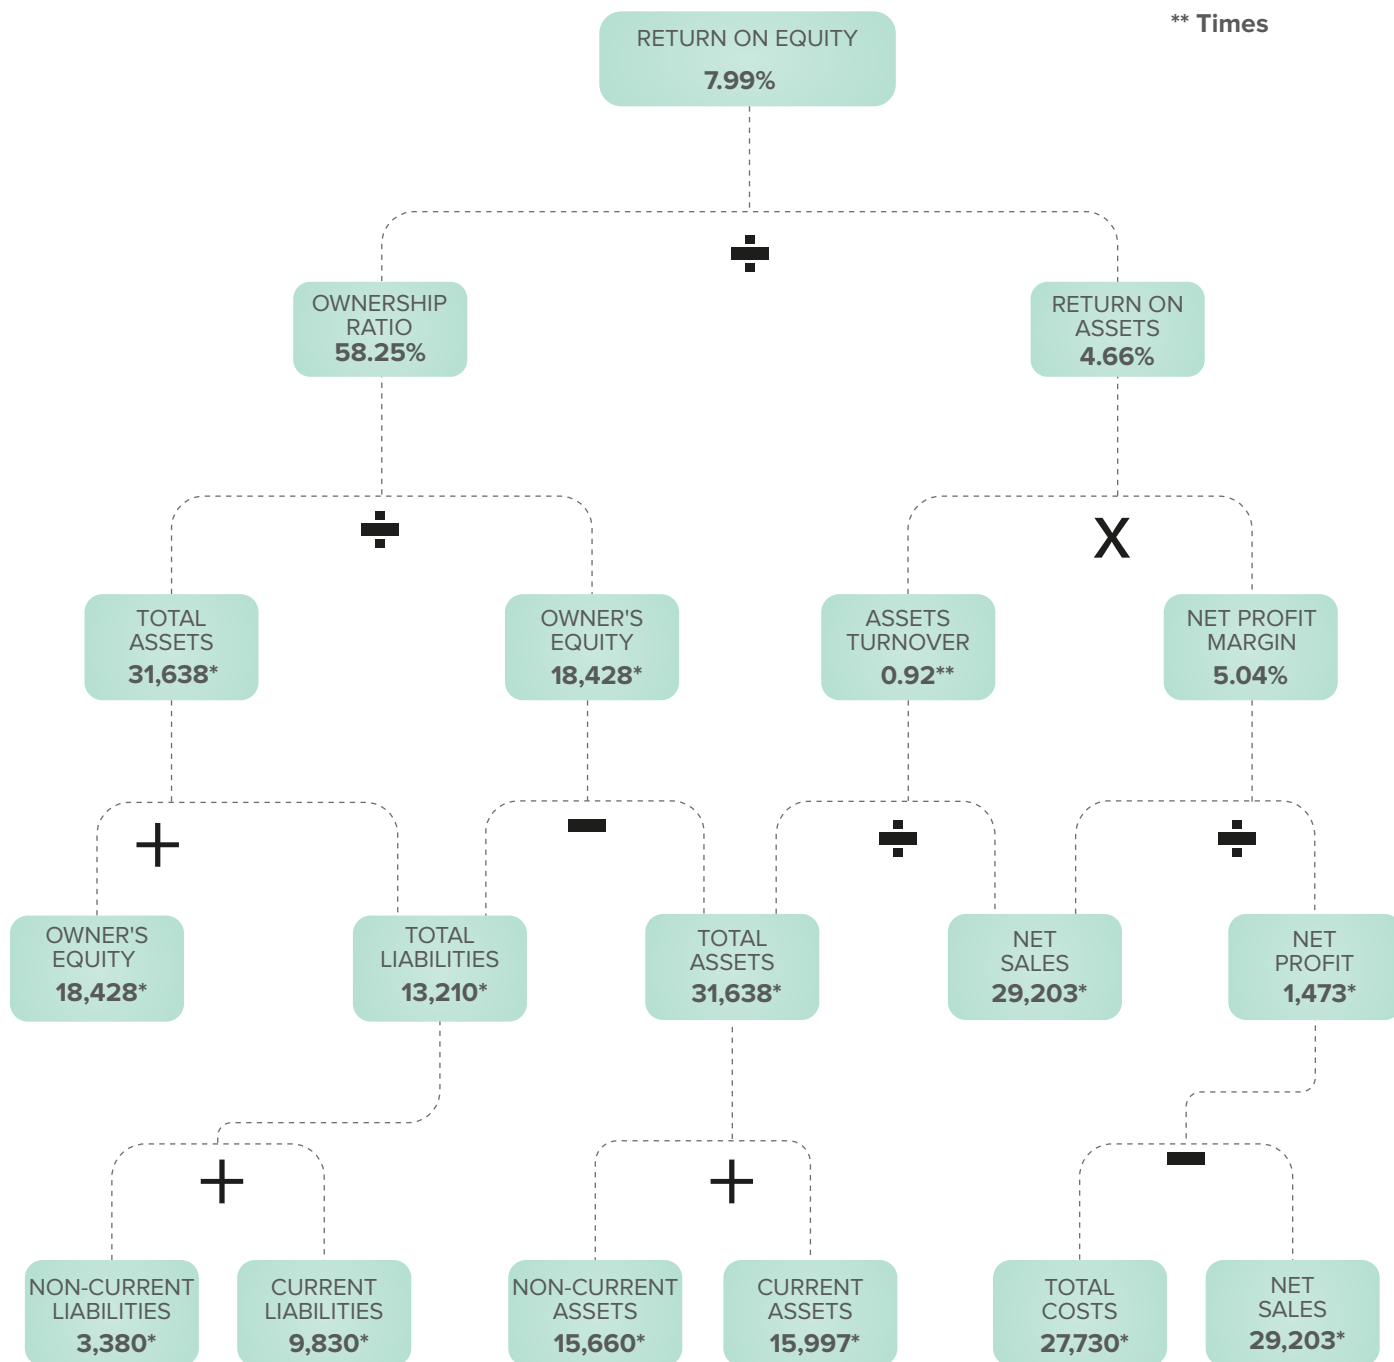 ** Times
RETURN ON EQUITY
7.99%
÷
OWNERSHIP
RATIO
58.25%
RETURN ON
ASSETS
4.66%
÷
X
TOTAL
ASSETS
31,638*
OWNER'S
EQUITY
18,428*
ASSETS
TURNOVER
0.92**
NET PROFIT
MARGIN
5.04%
+
-
÷
÷
OWNER'S
EQUITY
18,428*
TOTAL
LIABILITIES
13,210*
TOTAL
ASSETS
31,638*
NET
SALES
29,203*
NET
PROFIT
1,473*
+
+
-
NON-CURRENT
LIABILITIES
3,380*
CURRENT
LIABILITIES
9,830*
NON-CURRENT
ASSETS
15,660*
CURRENT
ASSETS
15,997*
TOTAL
COSTS
27,730*
NET
SALES
29,203*